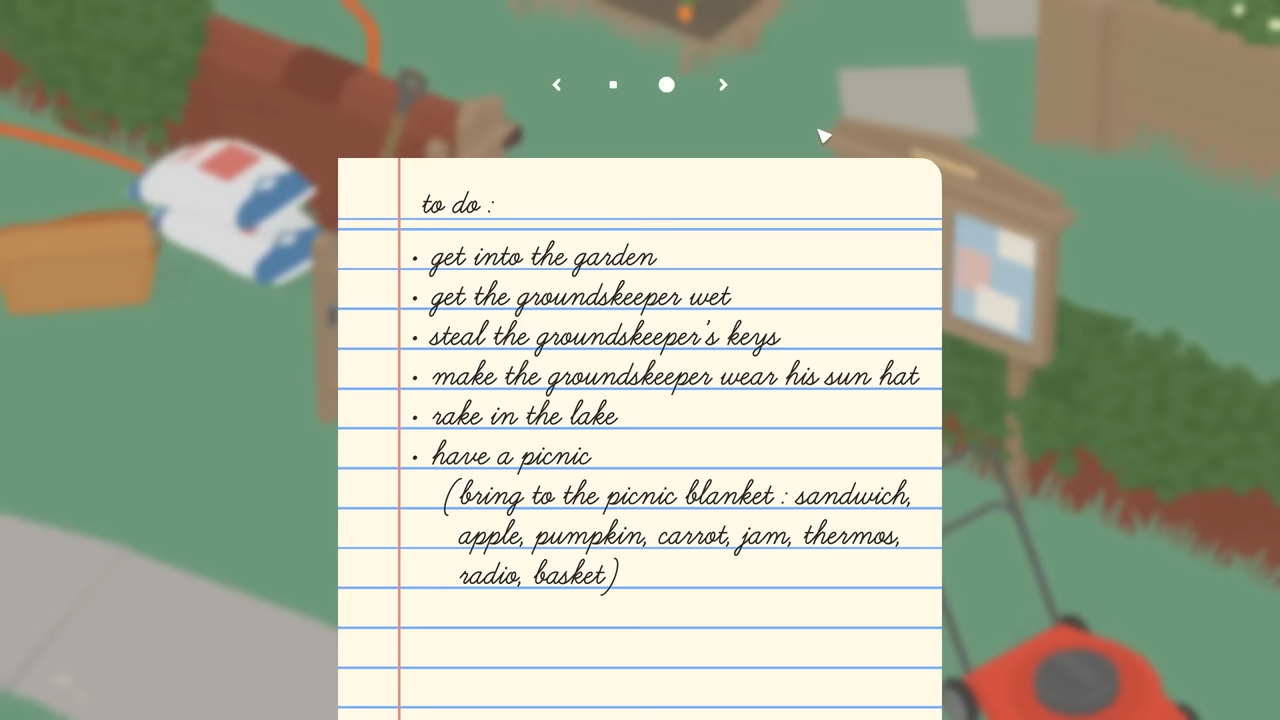 to do :
• get into the garden
• get the groundskeeper wet
• steal the groundskeeper's keys
• make the groundskeeper wear his sun hat
• rake in the lake
• have a picnic
(bring to the picnic blanket : sandwich,
apple, pumpkin, carrot, jam, thermos,
radio, basket)